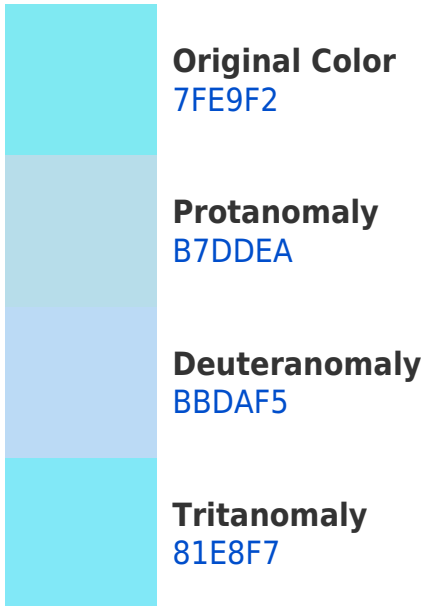 Original Color
7FE9F2
Protanomaly
B7DDEA
Deuteranomaly
BBDAF5
Tritanomaly
81E8F7